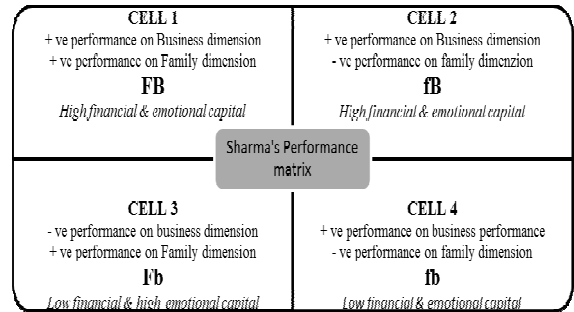 CELL 1
+ ve performance on Business dimension
+ ve performance on Family dimension
FB
High financial & emotional capital
CELL 2
+ ve performance on Business dimension
- ve performance on family dimenzion
fB
High financial & emotional capital
Sharma's Performance
matrix
CELL 3
- ve performance on business dimension
+ ve performance on Family dimension
Fb
Low financial & high emotional capital
CELL 4
+ ve performance on business performance
- ve performance on family dimension
fb
Low financial & emotional capital